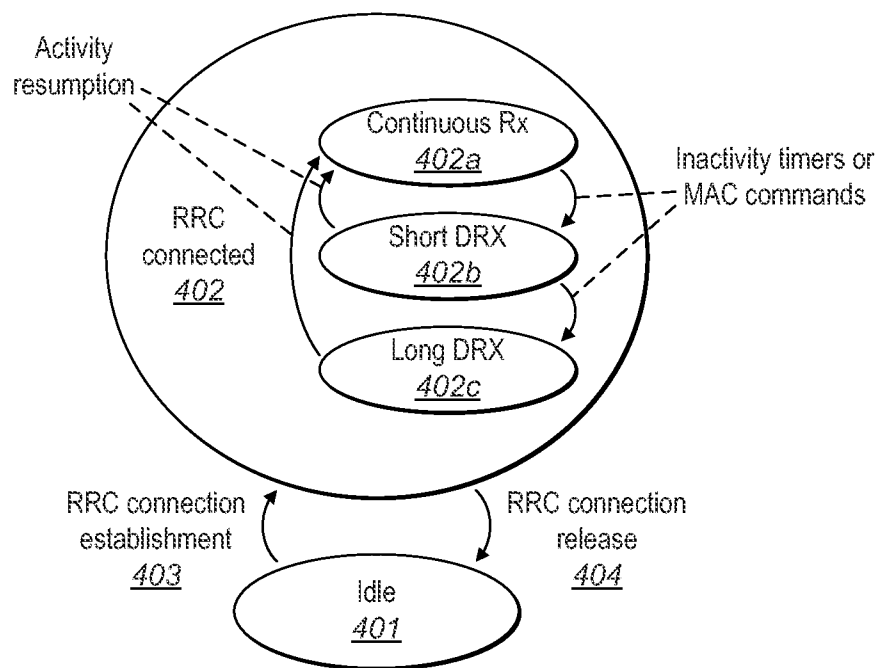 Activity
resumption
Continuous Rx
402a
Inactivity timers or
MAC commands
RRC
connected
402
Short DRX
402b
Long DRX
402c
RRC connection
establishment
403
RRC connection
release
404
Idle
401